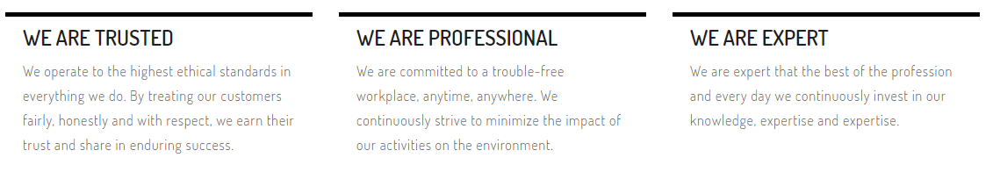 WE ARE TRUSTED
We operate to the highest ethical standards in
everything we do. By treating our customers
fairly, honestly and with respect, we earn their
trust and share in enduring success.
WE ARE PROFESSIONAL
We are committed to a trouble-free
workplace, anytime, anywhere. We
continuously strive to minimize the impact of
our activities on the environment.
WE ARE EXPERT
We are expert that the best of the profession
and every day we continuously invest in our
knowledge, expertise and expertise.